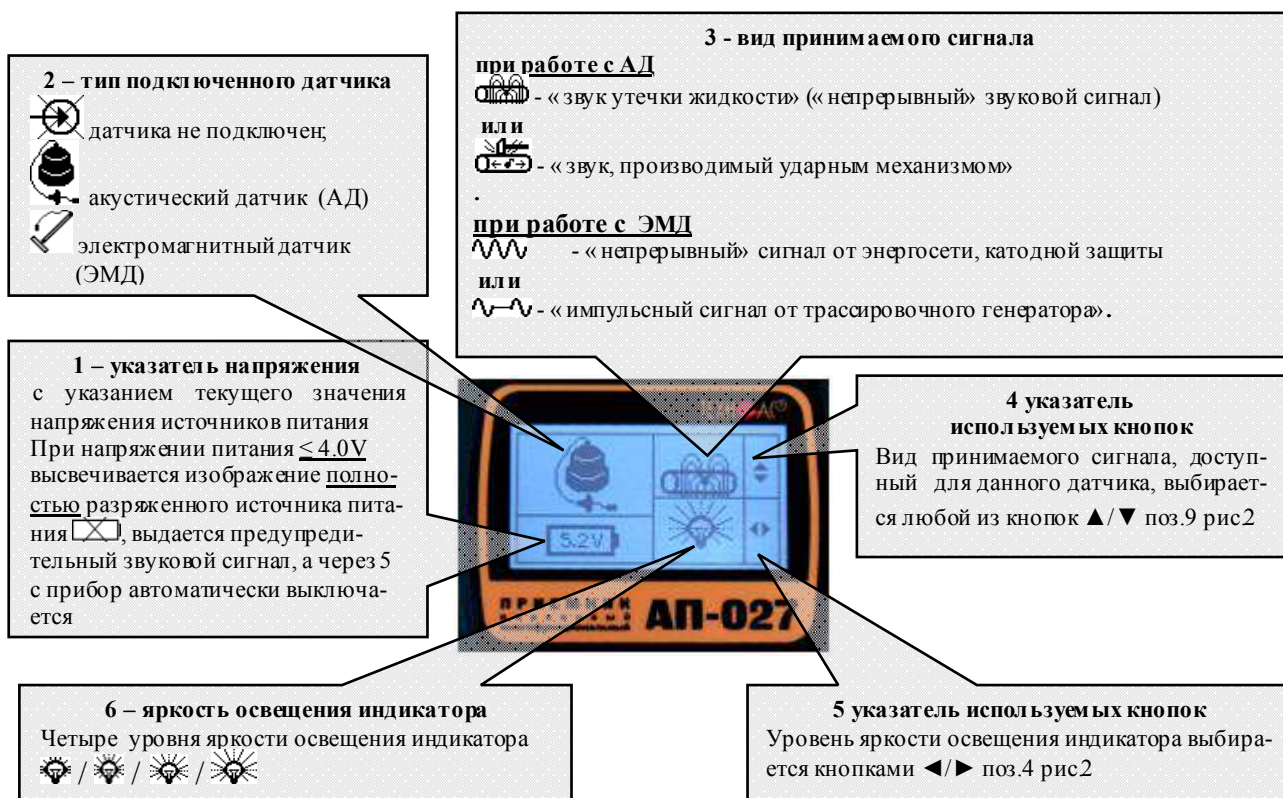 3 - вид принимаемого сигнала
при работе с АД
- «звук утечки жидкости» («непрерывный» звуковой сигнал)
или
- «звук, производимый ударным механизмом»
.
при работе с ЭМД
- «непрерывный» сигнал от энергосети, катодной защиты
или
- «импульсный сигнал от трассировочного генератора».
2 – тип подключенного датчика
датчика не подключен;
акустический датчик (АД)
электромагнитный датчик
(ЭМД)
1 – указатель напряжения
с указанием текущего значения
напряжения источников питания
При напряжении питания ≤ 4.0V
высвечивается изображение полно-
стью разряженного источника пита-
ния , выдается предупреди-
тельный звуковой сигнал, а через 5
с прибор автоматически выключа-
ется
4 указатель
используемых кнопок
Вид принимаемого сигнала, доступ-
ный для данного датчика, выбирает-
ся любой из кнопок ▲/▼ поз.9 рис2
5.2V
ПРИЕМНИК
АП-027
6 – яркость освещения индикатора
Четыре уровня яркости освещения индикатора
/ / /
5 указатель используемых кнопок
Уровень яркости освещения индикатора выбира-
ется кнопками ◄/► поз.4 рис2